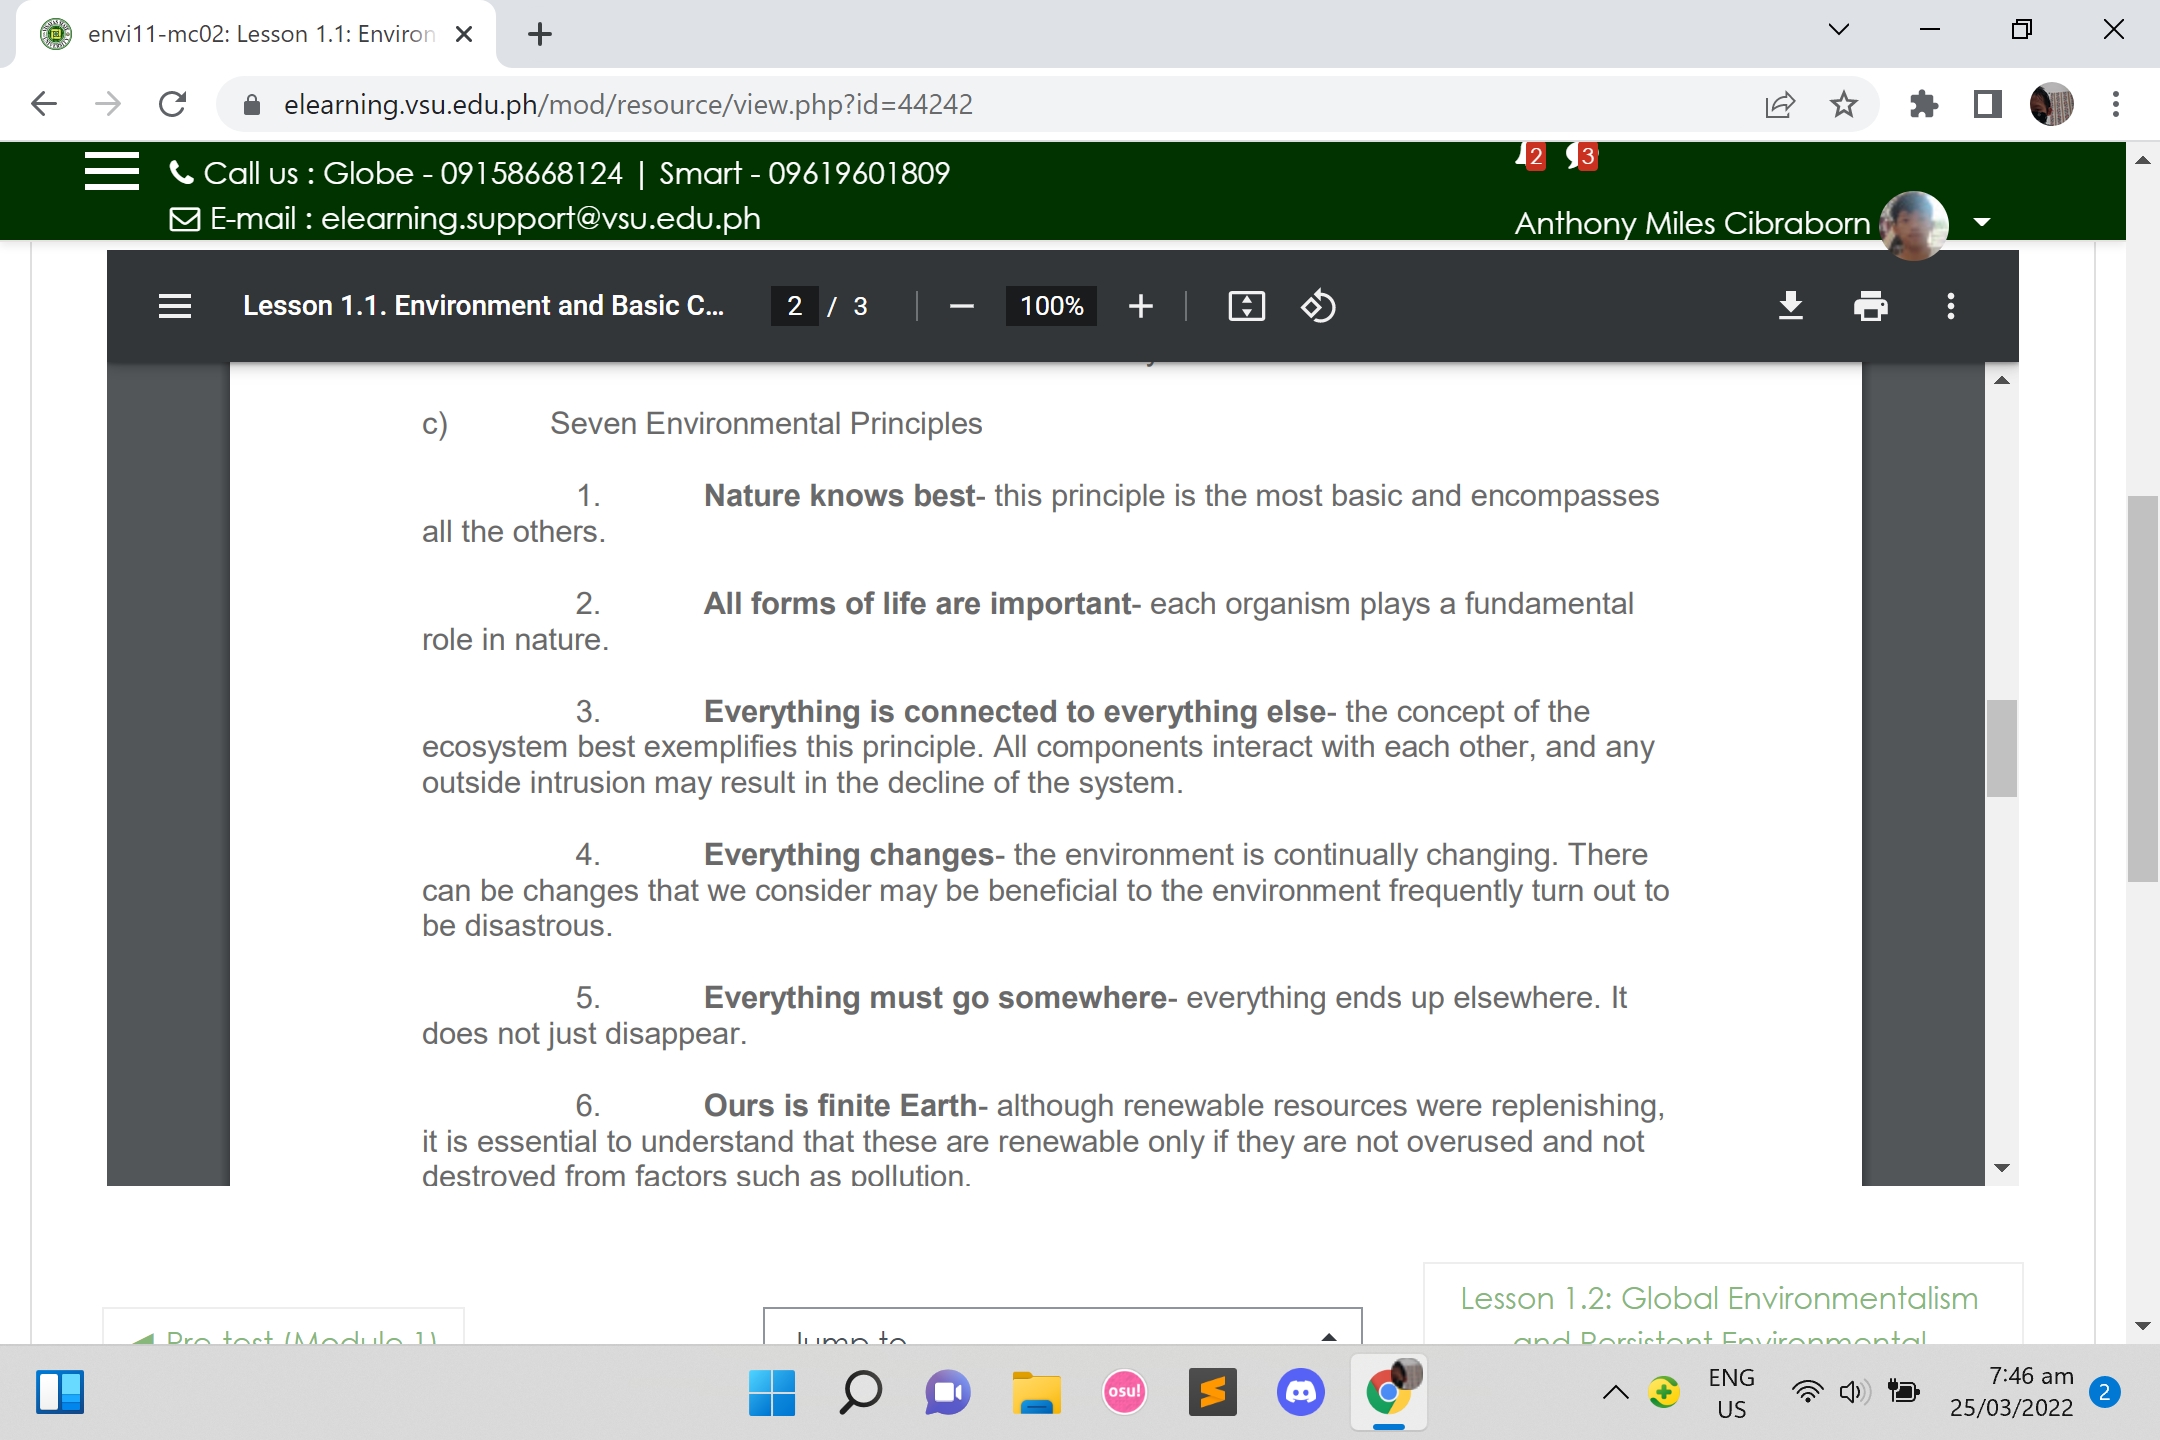 envi11-mc02: Lesson 1.1: Environ
elearning.vsu.edu.ph/mod/resource/view.php?id=44242
Call us : Globe - 09158668124 | Smart - 09619601809
2 3
E-mail : elearning.support@vsu.edu.ph
Anthony Miles Cibraborn
Lesson 1.1. Environment and Basic C... 2 / 3 100%
c) Seven Environmental Principles
1. Nature knows best- this principle is the most basic and encompasses
all the others.
2. All forms of life are important- each organism plays a fundamental
role in nature.
3. Everything is connected to everything else- the concept of the
ecosystem best exemplifies this principle. All components interact with each other, and any
outside intrusion may result in the decline of the system.
4. Everything changes- the environment is continually changing. There
can be changes that we consider may be beneficial to the environment frequently turn out to
be disastrous.
5. Everything must go somewhere- everything ends up elsewhere. It
does not just disappear.
6. Ours is finite Earth- although renewable resources were replenishing,
it is essential to understand that these are renewable only if they are not overused and not
destroyed from factors such as pollution.
Lesson 1.2: Global Environmentalism
and Persistent Environmental
◄ Pre-test (Module 1)
Jump to...
osu!
ENG
US
7:46 am
25/03/2022
2